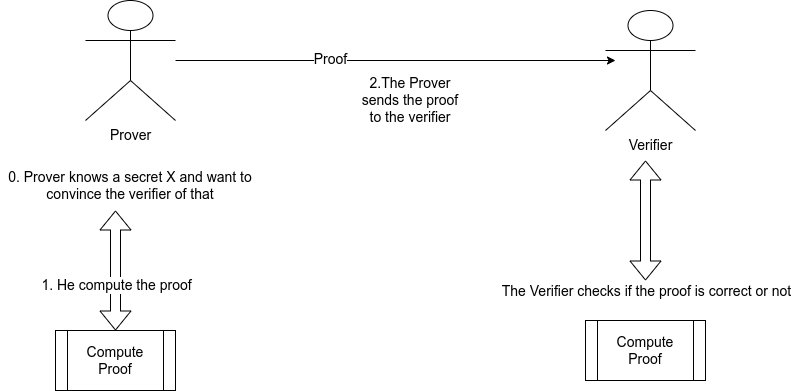 Proof
2.The Prover
sends the proof
to the verifier
Prover
Verifier
0. Prover knows a secret X and want to
convince the verifier of that
1. He compute the proof
The Verifier checks if the proof is correct or not
Compute
Proof
Compute
Proof